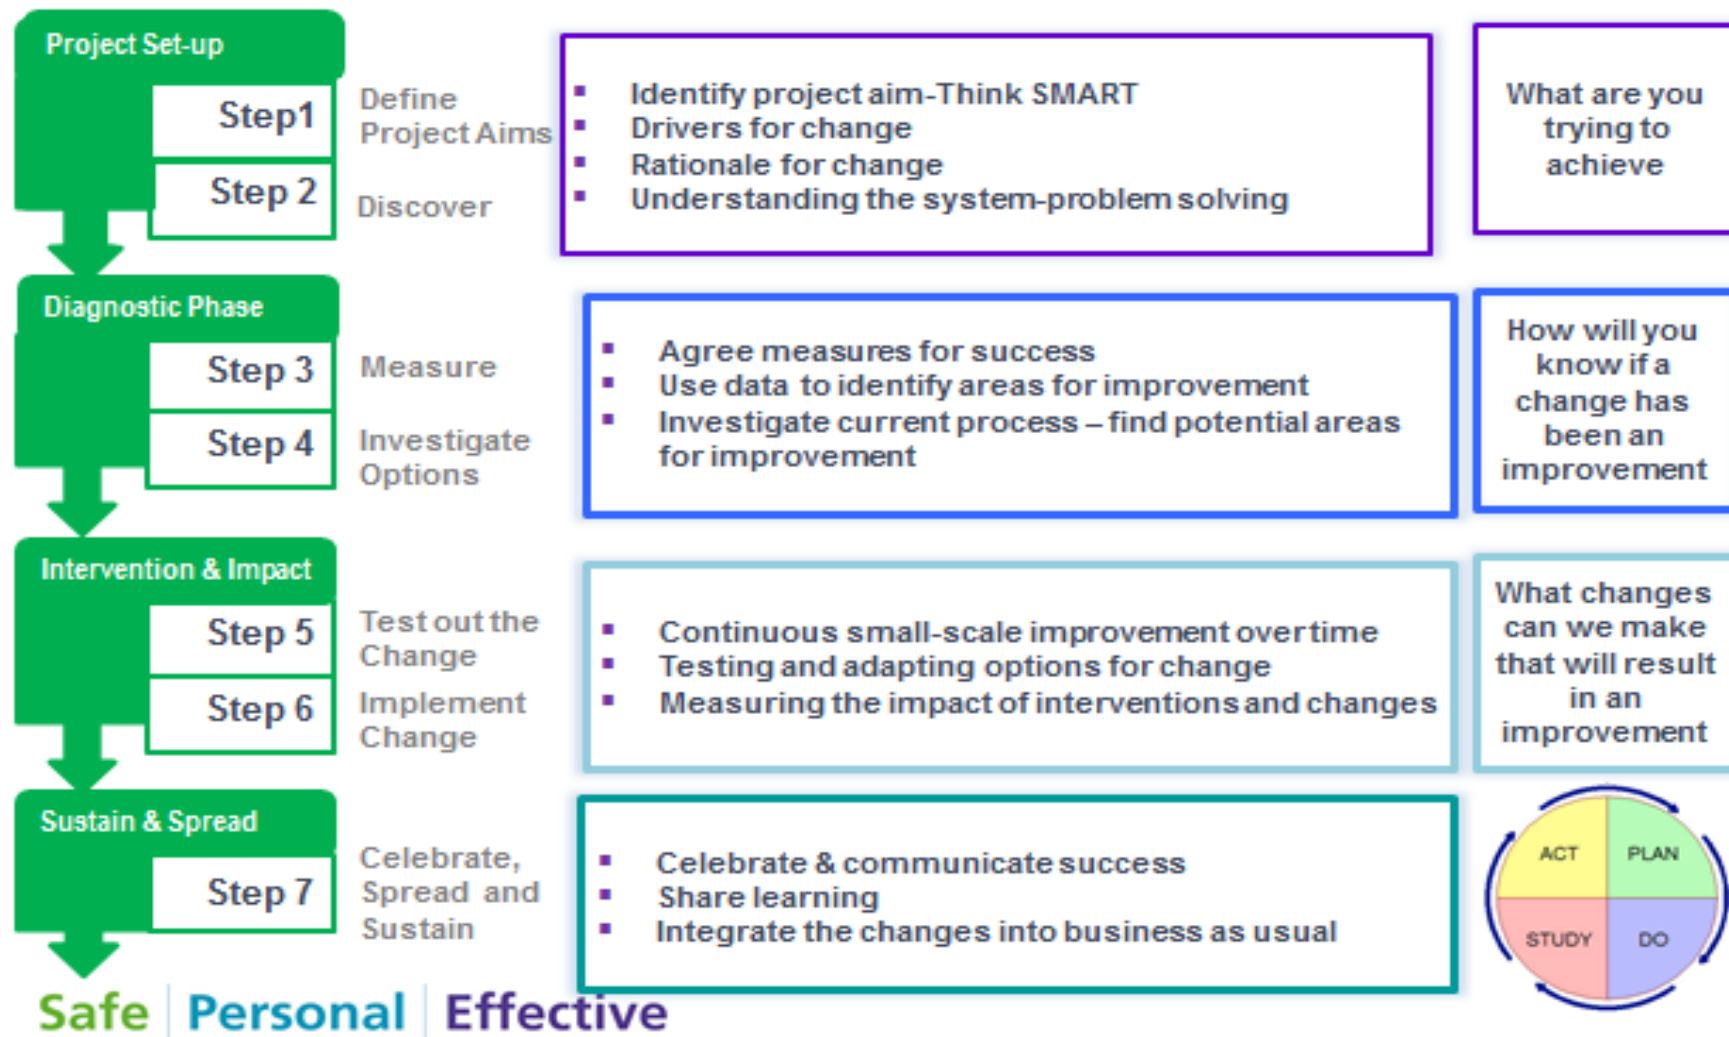 Project Set-up
Step1
Step 2
Define
Project Aims
Discover
Identify project aim-Think SMART
Drivers for change
Rationale for change
Understanding the system-problem solving
What are you
trying to
achieve
Diagnostic Phase
Step 3
Step 4
Measure
Investigate
Options
Agree measures for success
Use data to identify areas for improvement
Investigate current process – find potential areas
for improvement
How will you
know if a
change has
been an
improvement
Intervention & Impact
Step 5
Step 6
Test out the
Change
Implement
Change
Continuous small-scale improvement over time
Testing and adapting options for change
Measuring the impact of interventions and changes
What changes
can we make
that will result
in an
improvement
Sustain & Spread
Step 7
Celebrate,
Spread and
Sustain
Celebrate & communicate success
Share learning
Integrate the changes into business as usual
ACT PLAN
STUDY DO
Safe Personal Effective